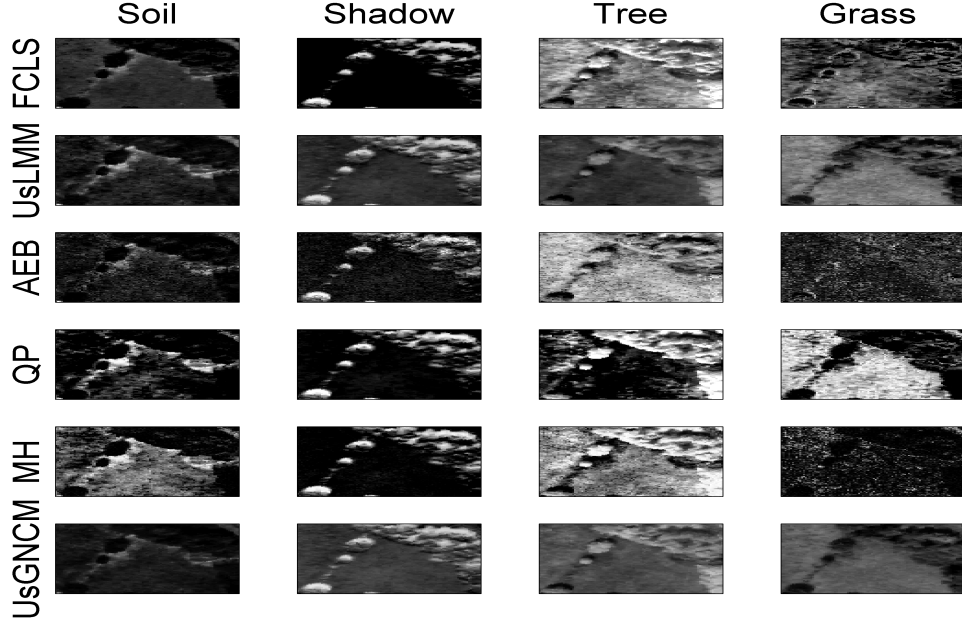 Soil Shadow Tree Grass
FCLS
UsLMM
AEB
QP
MH
UsGNCM